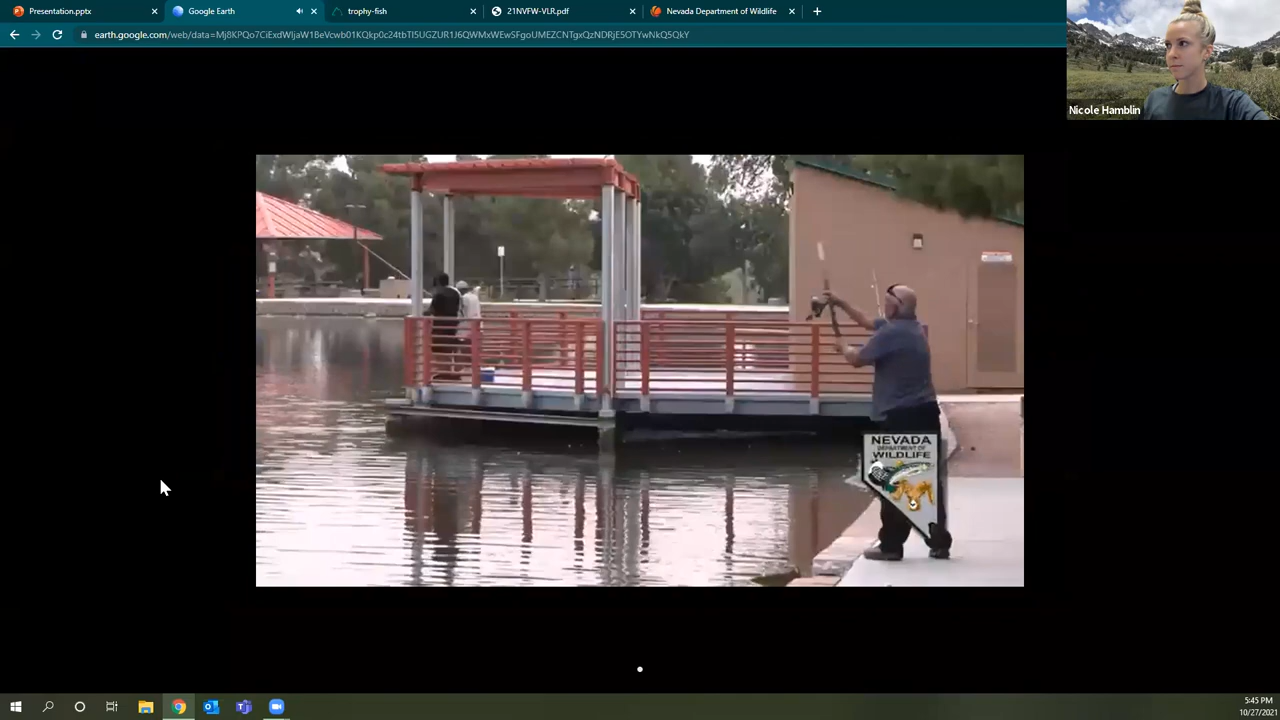 Presentation.pptx
Google Earth
trophy-fish
21NVFW-VLR.pdf
Nevada Department of Wildlife
Nicole Hamblin
NEVADA
DEPARTMENT OF
WILDLIFE
5:45 PM
10/27/2021